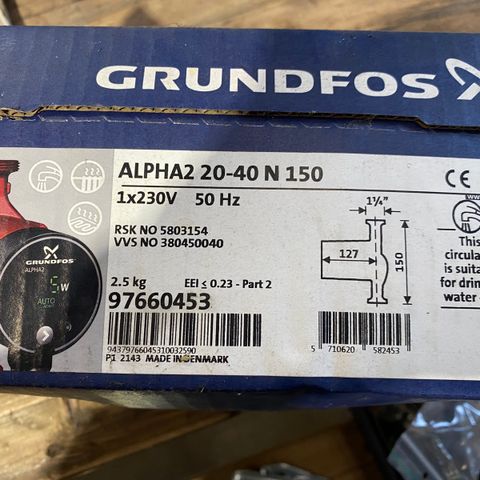 GRUNDFOS
ALPHA2 20-40 N 150
1x230V 50 Hz
RSK NO 5803154
VVS NO 380450040
2.5 kg EEI ≤ 0.23 - Part 2
97660453
94379766045310032590
P1 2143 MADE IN DENMARK
1¼"
127
150
5 710620 582453
CE
This
circula
is suita
for drin
water
GRUNDFOS
ALPHA2
5 W
AUTO